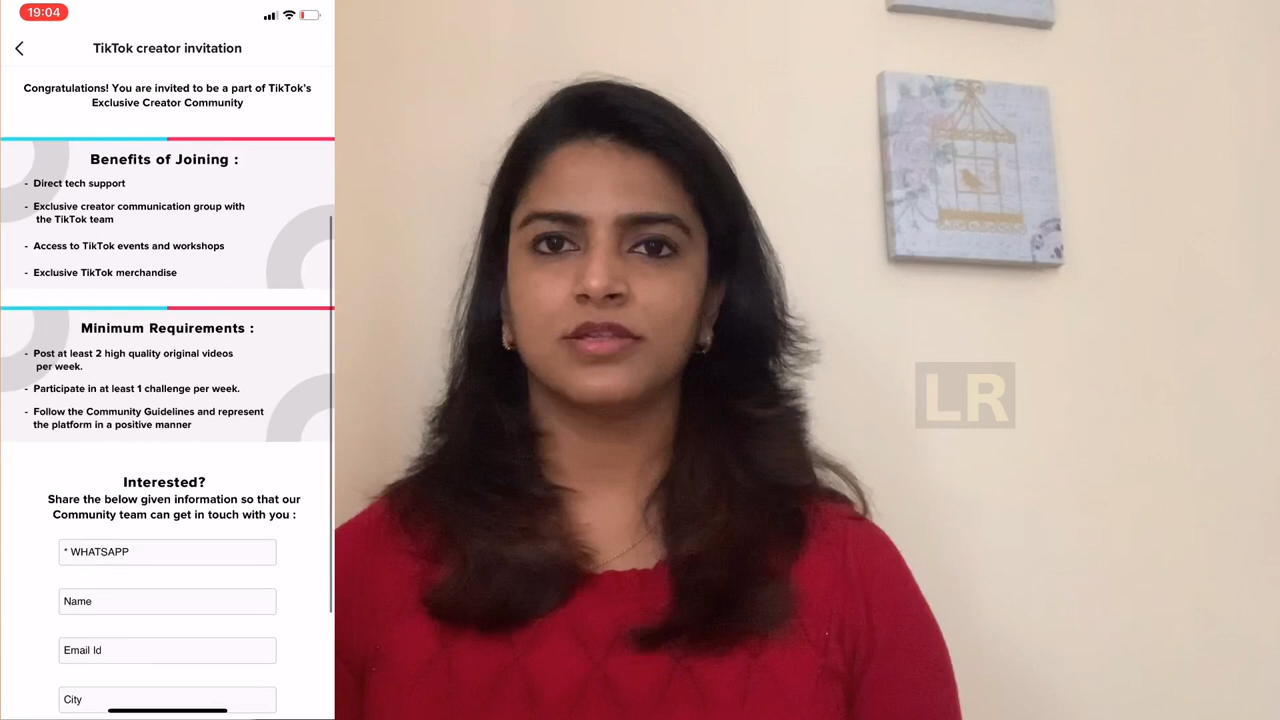 19:04
TikTok creator invitation
Congratulations! You are invited to be a part of TikTok's
Exclusive Creator Community
Benefits of Joining :
- Direct tech support
- Exclusive creator communication group with
the TikTok team
- Access to TikTok events and workshops
- Exclusive TikTok merchandise
Minimum Requirements :
- Post at least 2 high quality original videos
per week.
- Participate in at least 1 challenge per week.
- Follow the Community Guidelines and represent
the platform in a positive manner
Interested?
Share the below given information so that our
Community team can get in touch with you :
* WHATSAPP
Name
Email Id
City
LR